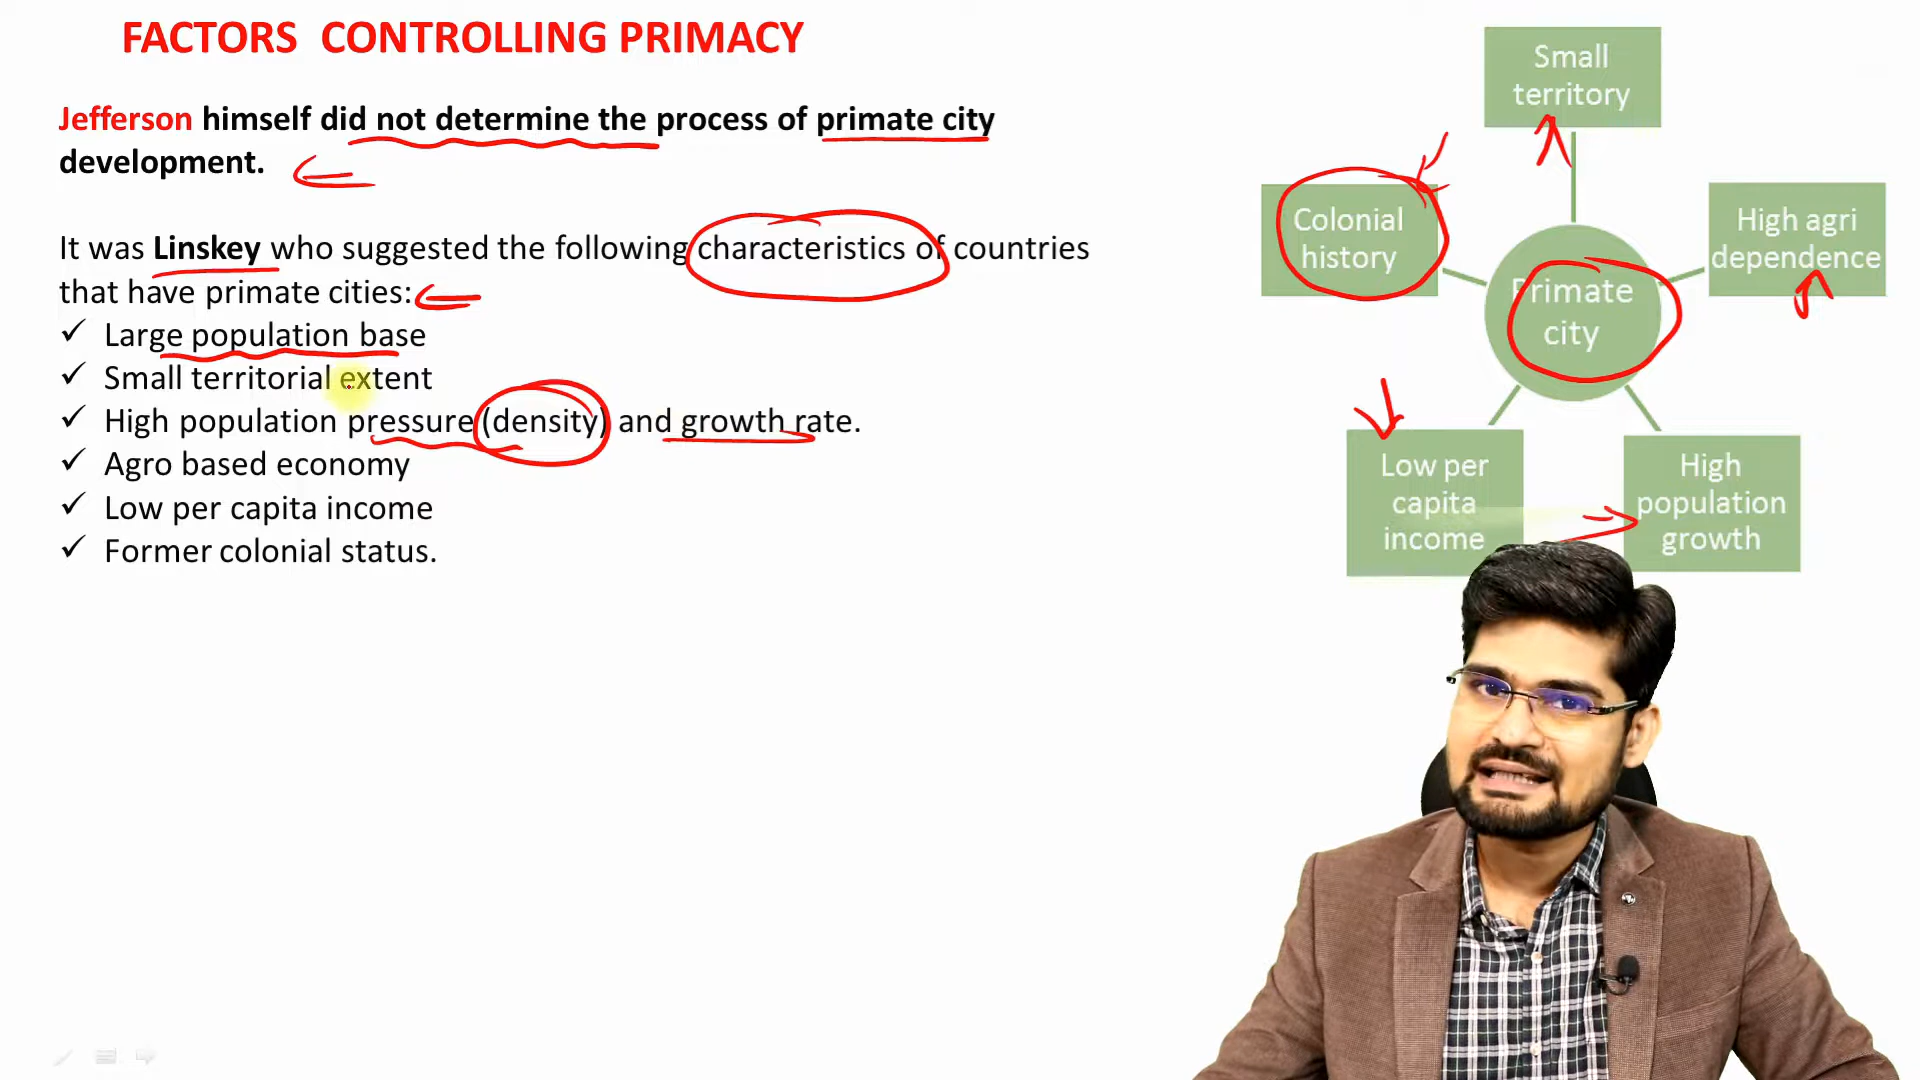 FACTORS CONTROLLING PRIMACY
Jefferson himself did not determine the process of primate city
development.
It was Linskey who suggested the following characteristics of countries
that have primate cities:
✓ Large population base
✓ Small territorial extent
✓ High population pressure (density) and growth rate.
✓ Agro based economy
✓ Low per capita income
✓ Former colonial status.
Small
territory
Colonial
history
High agri
dependence
Primate
city
Low per
capita
income
High
population
growth